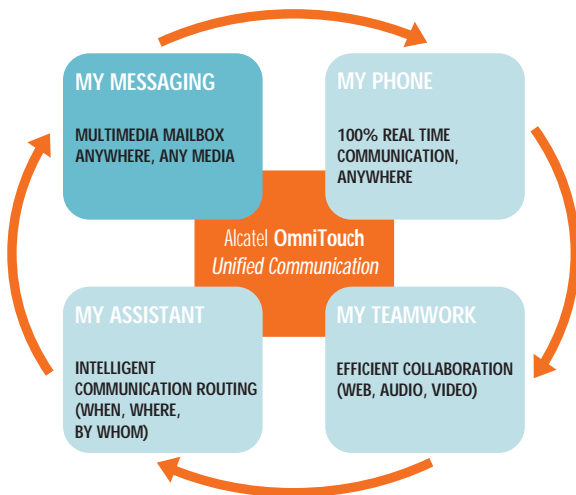 MY MESSAGING
MULTIMEDIA MAILBOX
ANYWHERE, ANY MEDIA
MY PHONE
100% REAL TIME
COMMUNICATION,
ANYWHERE
Alcatel OmniTouch
Unified Communication
MY ASSISTANT
INTELLIGENT
COMMUNICATION ROUTING
(WHEN, WHERE,
BY WHOM)
MY TEAMWORK
EFFICIENT COLLABORATION
(WEB, AUDIO, VIDEO)